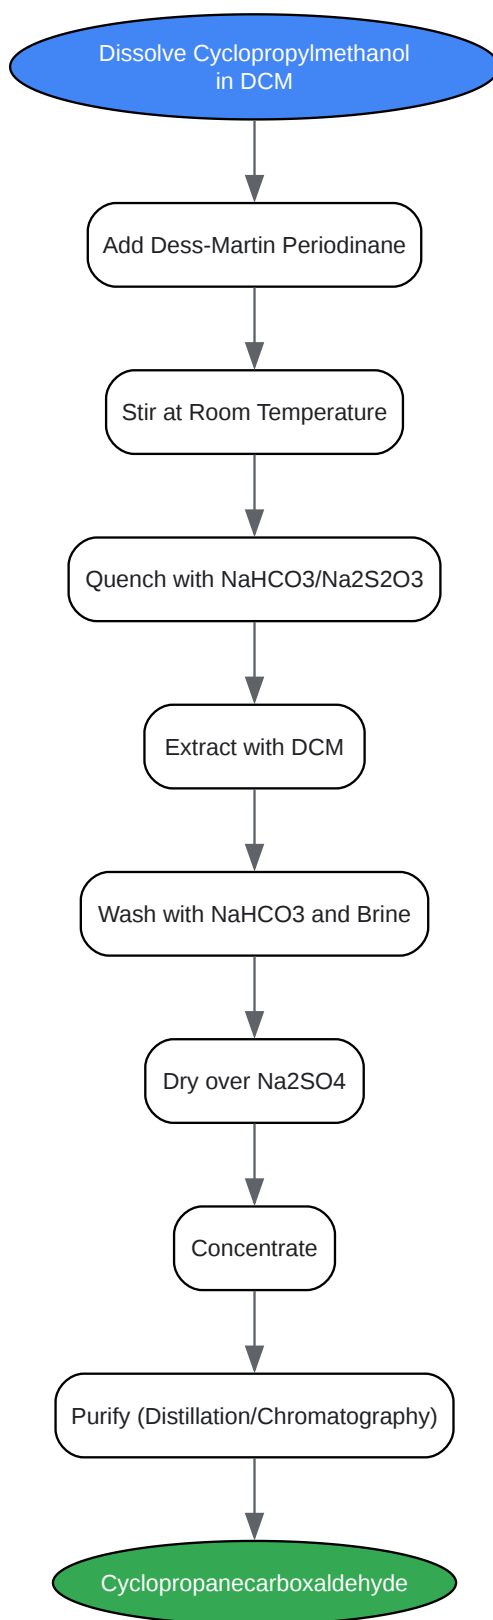 Dissolve Cyclopropylmethanol
in DCM
Add Dess-Martin Periodinane
Stir at Room Temperature
Quench with NaHCO3/Na2S2O3
Extract with DCM
Wash with NaHCO3 and Brine
Dry over Na2SO4
Concentrate
Purify (Distillation/Chromatography)
Cyclopropanecarboxaldehyde